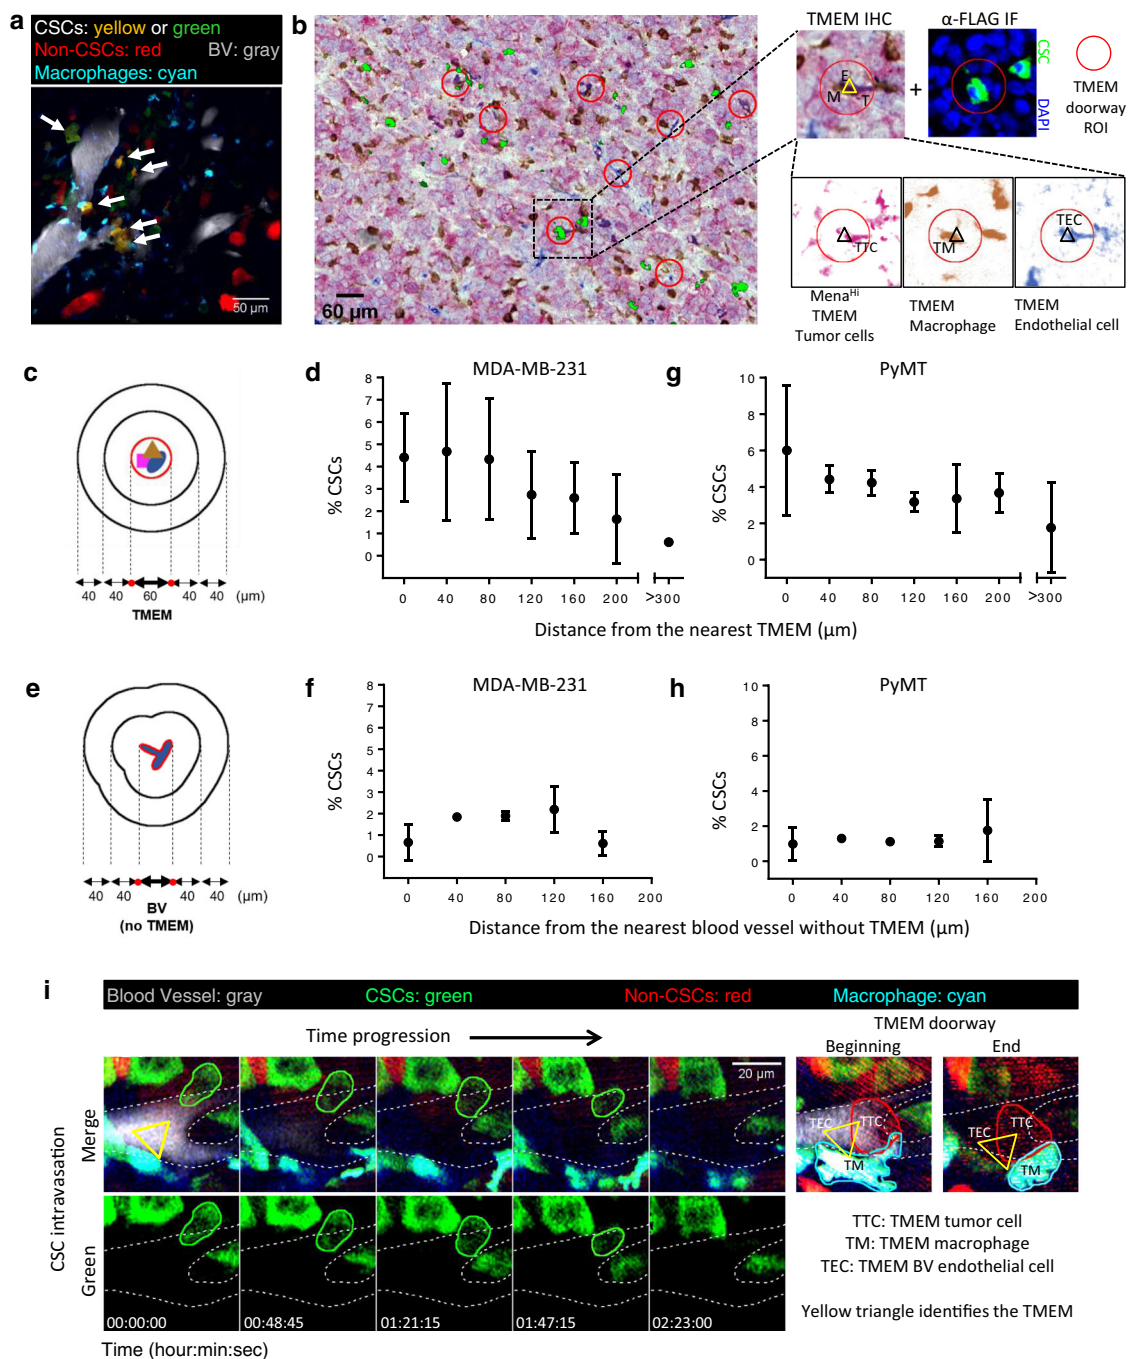 a
CSCs: yellow or green
Non-CSCs: red BV: gray
Macrophages: cyan
50 µm
b
60 µm
TMEM IHC
α-FLAG IF
E
M
T
+
CSC
DAPI
TMEM
doorway
ROI
TTC
TM
TEC
Mena^Hi
TMEM
Tumor cells
TMEM
Macrophage
TMEM
Endothelial cell
c
40 40 60 40 40 (µm)
TMEM
d
MDA-MB-231
% CSCs
8
7
6
5
4
3
2
1
0
0 40 80 120 160 200 >300
g
PyMT
% CSCs
10
8
6
4
2
0
0 40 80 120 160 200 >300
Distance from the nearest TMEM (µm)
e
40 40 40 40 (µm)
BV
(no TMEM)
f
MDA-MB-231
% CSCs
8
7
6
5
4
3
2
1
0
0 40 80 120 160 200
h
PyMT
% CSCs
10
8
6
4
2
0
0 40 80 120 160 200
Distance from the nearest blood vessel without TMEM (µm)
i
Blood Vessel: gray CSCs: green Non-CSCs: red Macrophage: cyan
Time progression
TMEM doorway
Beginning End
CSC intravasation
Merge
Green
20 µm
TEC
TTC
TM
TEC
TTC
TM
00:00:00 00:48:45 01:21:15 01:47:15 02:23:00
Time (hour:min:sec)
TTC: TMEM tumor cell
TM: TMEM macrophage
TEC: TMEM BV endothelial cell
Yellow triangle identifies the TMEM